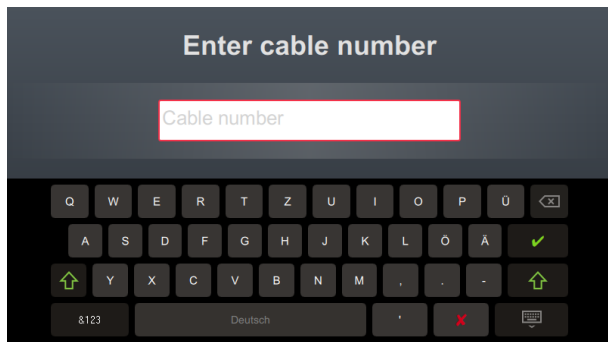 Enter cable number
Cable number
Q W E R T Z U I O P Ü
A S D F G H J K L Ö Ä
Y X C V B N M , . -
&123 Deutsch '